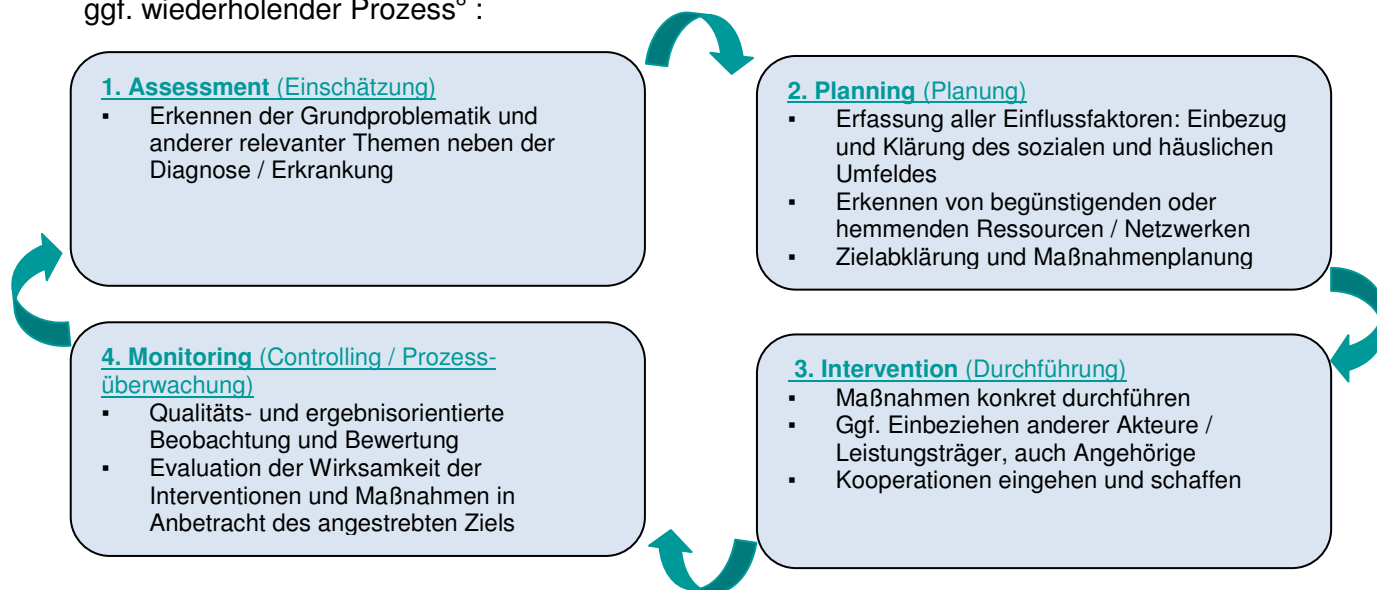 ggf. wiederholender Prozess⁸ :
1. Assessment (Einschätzung)
▪ Erkennen der Grundproblematik und
anderer relevanter Themen neben der
Diagnose / Erkrankung
2. Planning (Planung)
▪ Erfassung aller Einflussfaktoren: Einbezug
und Klärung des sozialen und häuslichen
Umfeldes
▪ Erkennen von begünstigenden oder
hemmenden Ressourcen / Netzwerken
▪ Zielabklärung und Maßnahmenplanung
3. Intervention (Durchführung)
▪ Maßnahmen konkret durchführen
▪ Ggf. Einbeziehen anderer Akteure /
Leistungsträger, auch Angehörige
▪ Kooperationen eingehen und schaffen
4. Monitoring (Controlling / Prozess-
überwachung)
▪ Qualitäts- und ergebnisorientierte
Beobachtung und Bewertung
▪ Evaluation der Wirksamkeit der
Interventionen und Maßnahmen in
Anbetracht des angestrebten Ziels